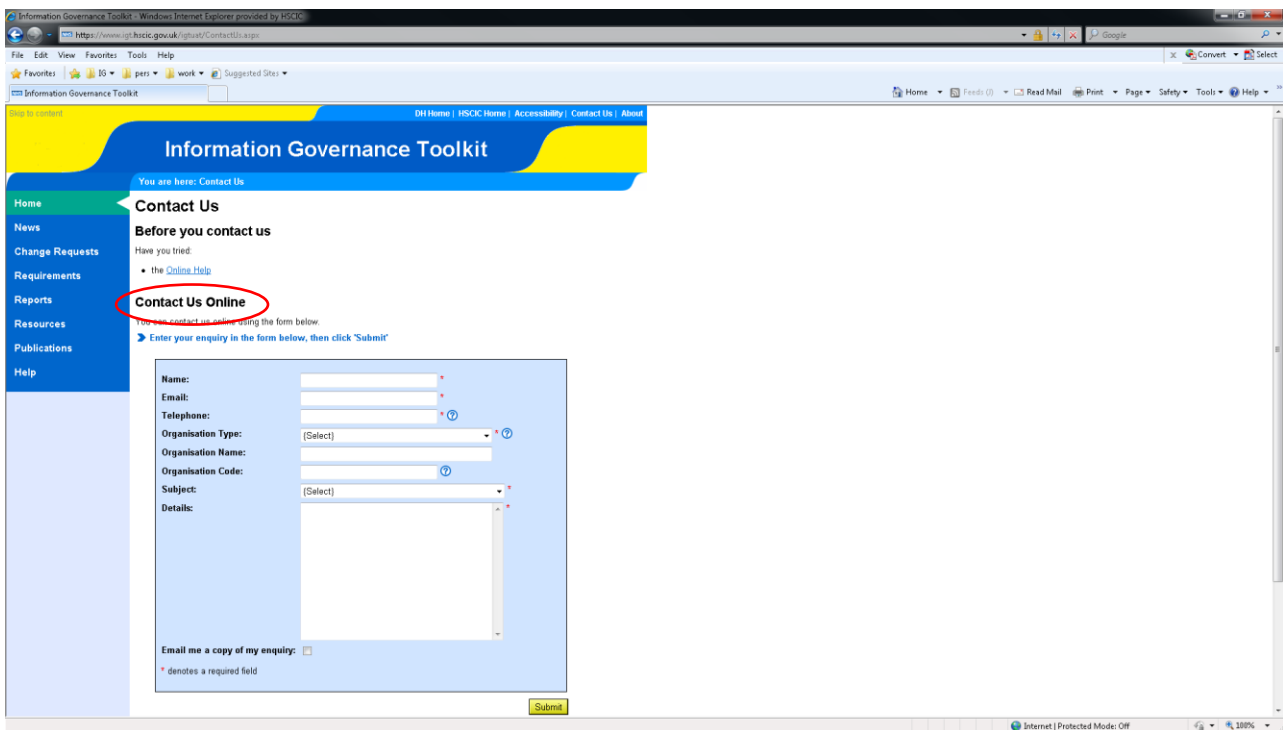 Information Governance Toolkit - Windows Internet Explorer provided by HSCIC
https://www.igt.hscic.gov.uk/igtuat/ContactUs.aspx
Google
File Edit View Favorites Tools Help
x Convert Select
Favorites IG pers work Suggested Sites
Information Governance Toolkit
Home Feeds (J) Read Mail Print Page Safety Tools Help
Skip to content
DH Home | HSCIC Home | Accessibility | Contact Us | About
Information Governance Toolkit
You are here: Contact Us
Home
News
Change Requests
Requirements
Reports
Resources
Publications
Help
Contact Us
Before you contact us
Have you tried:
• the Online Help
Contact Us Online
You can contact us online using the form below.
Enter your enquiry in the form below, then click 'Submit'
Name: *
Email: *
Telephone: * ?
Organisation Type: (Select) * ?
Organisation Name:
Organisation Code: ?
Subject: (Select) *
Details: *
Email me a copy of my enquiry:
* denotes a required field
Submit
Internet | Protected Mode: Off
100%